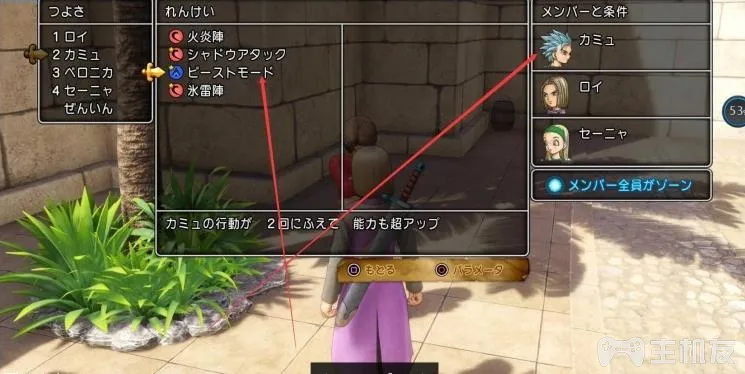 つよさ
1 ロイ
2 カミュ
3 ベロニカ
4 セーニャ
ぜんいん
れんけい
火炎陣
シャドウアタック
ビーストモード
氷雷陣
カミュの行動が 2回にふえて 能力も超アップ
メンバーと条件
カミュ
ロイ
セーニャ
メンバー全員がゾーン
もどる
パラメータ
53
主机友